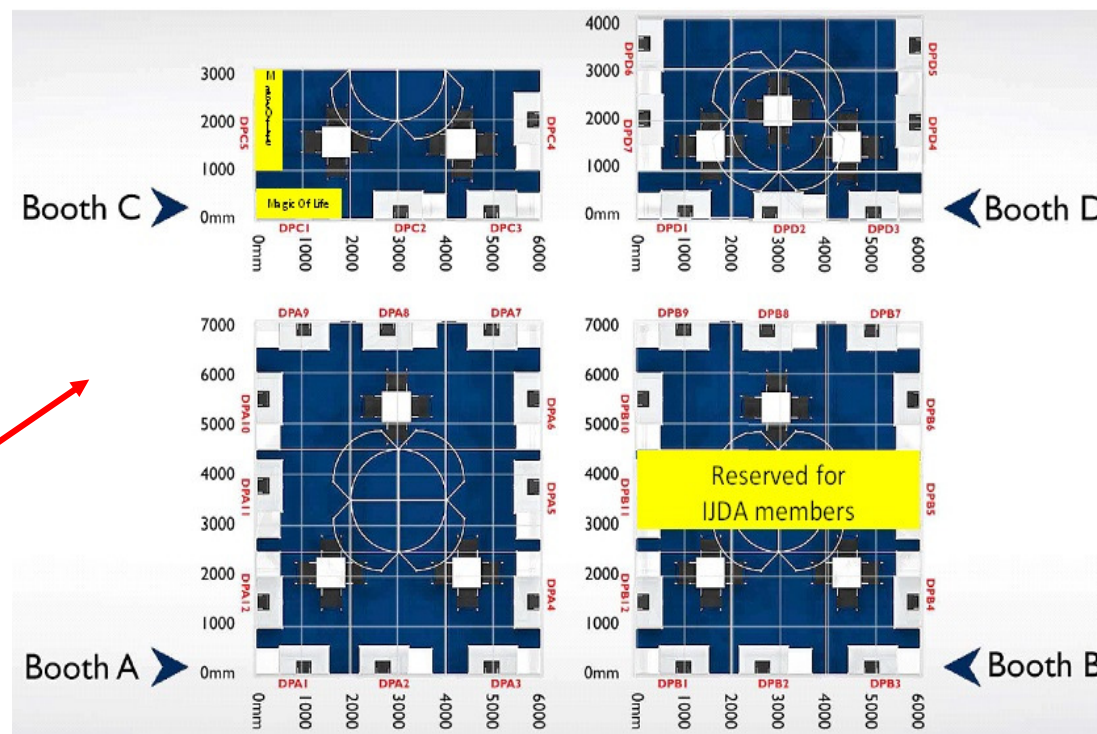 4000
3000
2000
1000
0mm
DPC5
Magic Of Life
DPC4
Booth C
DPC1 DPC2 DPC3
0mm 1000 2000 3000 4000 5000 6000
3000
2000
1000
0mm
DPD6
DPD7
DPD5
DPD4
Booth D
DPD1 DPD2 DPD3
0mm 1000 2000 3000 4000 5000 6000
DPA9 DPA8 DPA7
7000
6000
5000
4000
3000
2000
1000
0mm
DPA10
DPA11
DPA12
DPA6
DPA5
DPA4
Booth A
DPA1 DPA2 DPA3
0mm 1000 2000 3000 4000 5000 6000
DPB9 DPB8 DPB7
7000
6000
5000
4000
3000
2000
1000
0mm
DPB10
DPB11
DPB12
Reserved for
IJDA members
DPB6
DPB5
DPB4
Booth B
DPB1 DPB2 DPB3
0mm 1000 2000 3000 4000 5000 6000